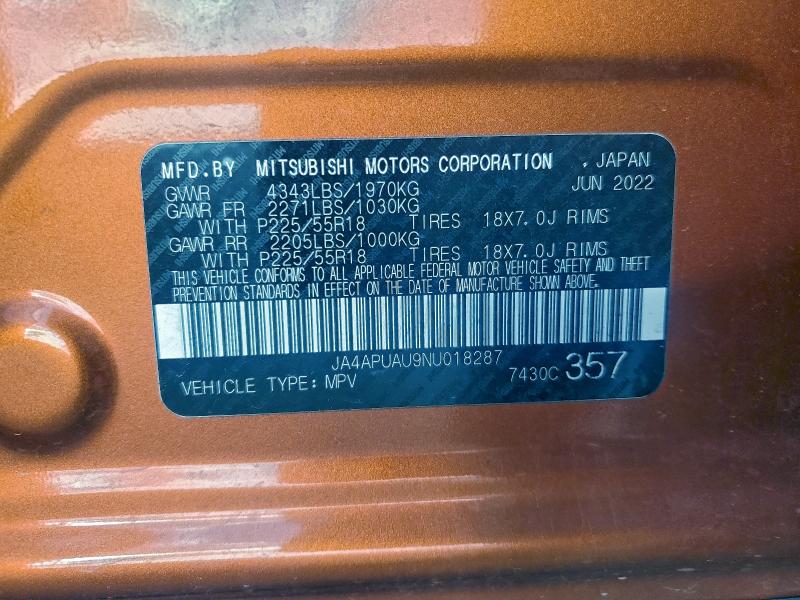 MFD.BY MITSUBISHI MOTORS CORPORATION , JAPAN
GVWR 4343LBS/1970KG JUN 2022
GAWR FR 2271LBS/1030KG
WITH P225/55R18 TIRES 18X7.0J RIMS
GAWR RR 2205LBS/1000KG
WITH P225/55R18 TIRES 18X7.0J RIMS
THIS VEHICLE CONFORMS TO ALL APPLICABLE FEDERAL MOTOR VEHICLE SAFETY AND THEFT
PREVENTION STANDARDS IN EFFECT ON THE DATE OF MANUFACTURE SHOWN ABOVE.
JA4APUAU9NU018287
VEHICLE TYPE: MPV 7430C 357